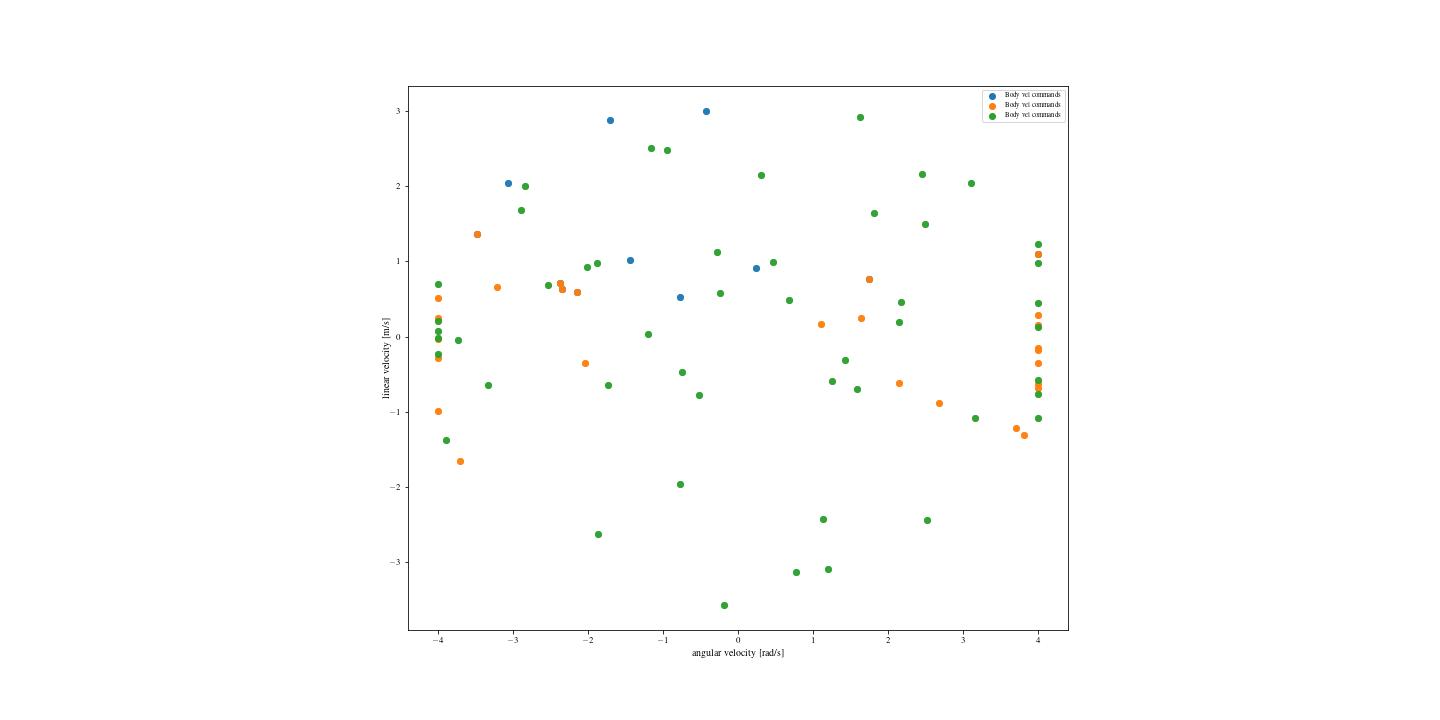 Body vel commands
Body vel commands
Body vel commands
3
2
1
0
−1
−2
−3
linear velocity [m/s]
−4 −3 −2 −1 0 1 2 3 4
angular velocity [rad/s]